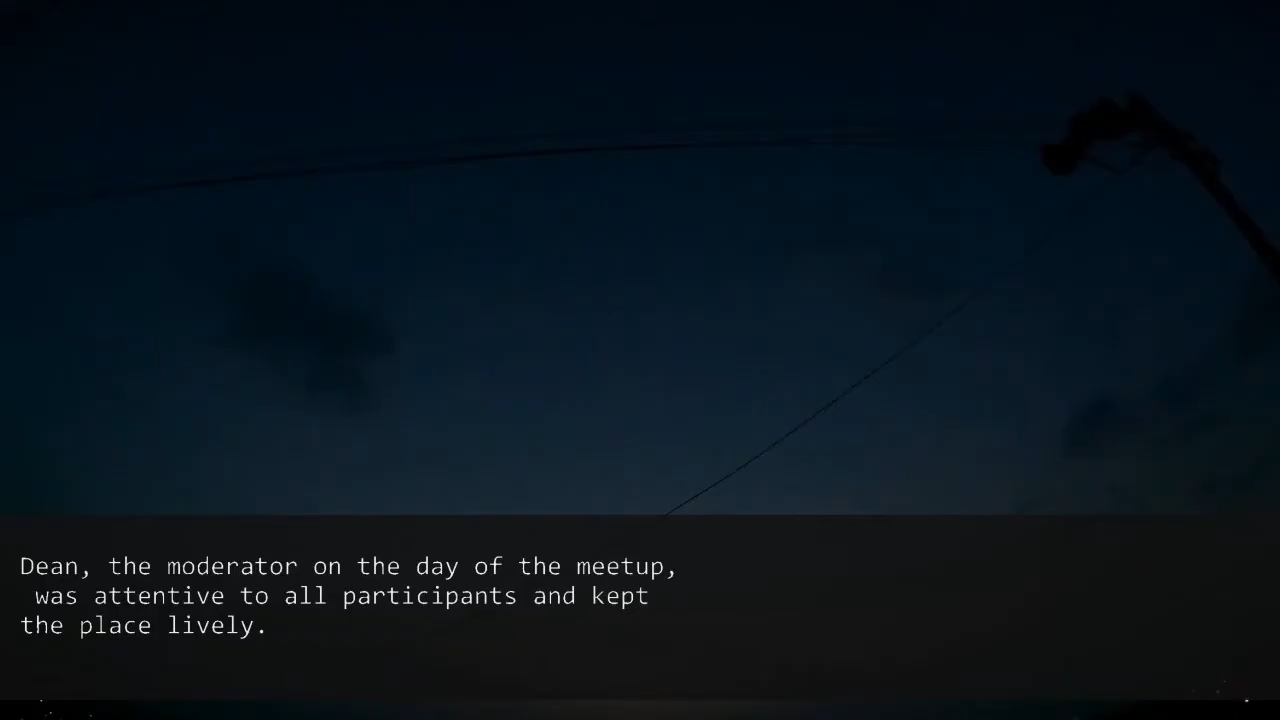 Dean, the moderator on the day of the meetup,
was attentive to all participants and kept
the place lively.